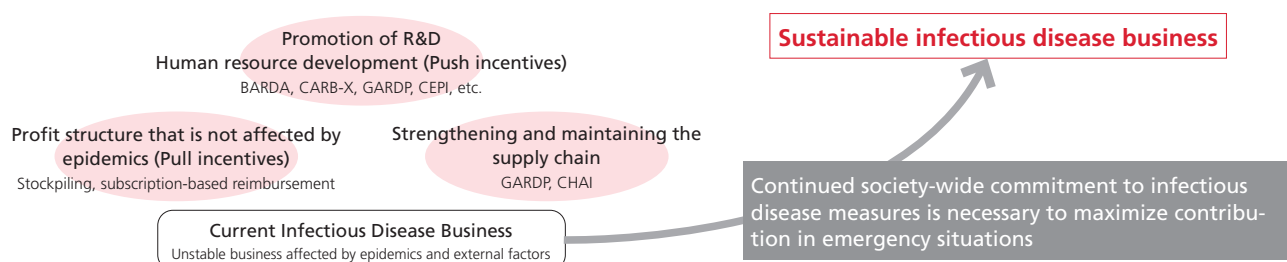 Promotion of R&D
Human resource development (Push incentives)
BARDA, CARB-X, GARDP, CEPI, etc.
Profit structure that is not affected by
epidemics (Pull incentives)
Stockpiling, subscription-based reimbursement
Strengthening and maintaining the
supply chain
GARDP, CHAI
Current Infectious Disease Business
Unstable business affected by epidemics and external factors
Sustainable infectious disease business
Continued society-wide commitment to infectious
disease measures is necessary to maximize contribu-
tion in emergency situations